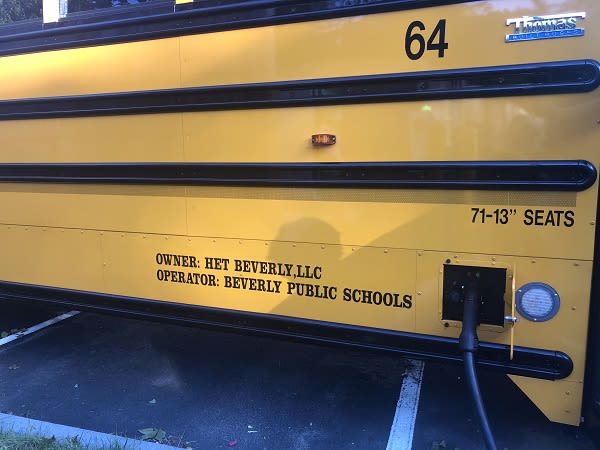 64
Thomas
71-13" SEATS
OWNER: HET BEVERLY,LLC
OPERATOR: BEVERLY PUBLIC SCHOOLS